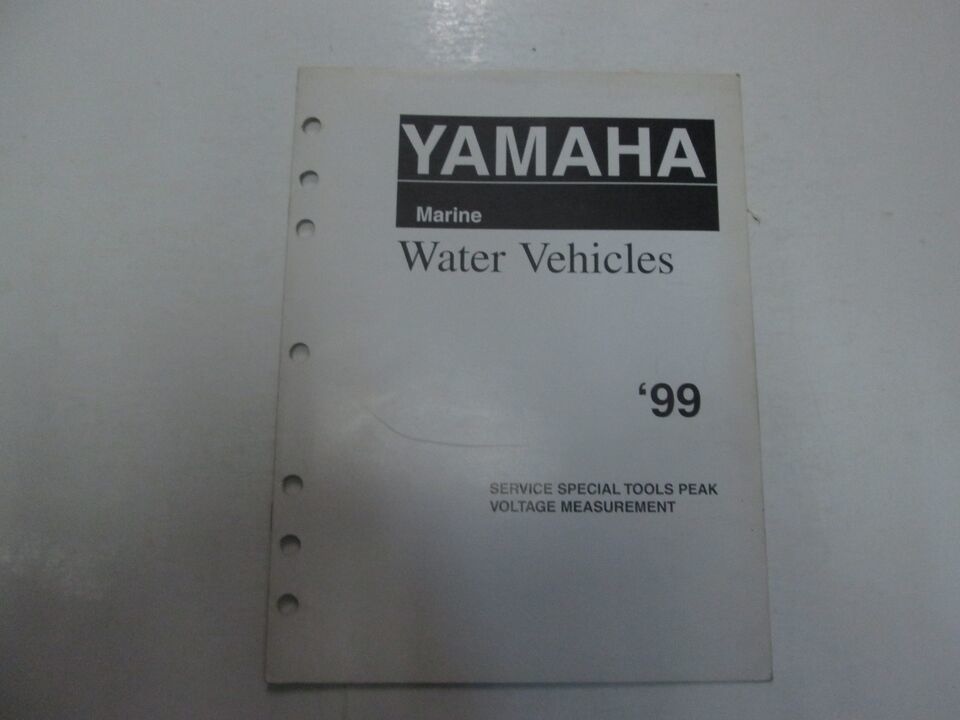 YAMAHA
Marine
Water Vehicles
‘99
SERVICE SPECIAL TOOLS PEAK
VOLTAGE MEASUREMENT